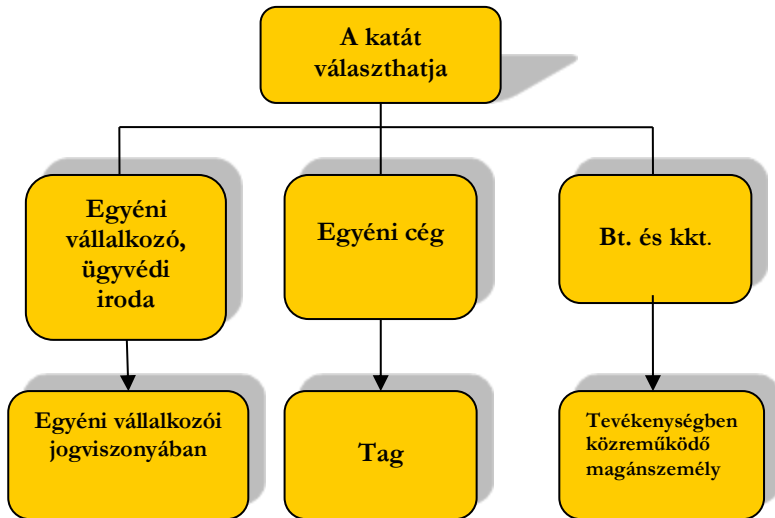 A katát
választhatja
Egyéni
vállalkozó,
ügyvédi
iroda
Egyéni cég
Bt. és kkt.
Egyéni vállalkozói
jogviszonyában
Tag
Tevékenységben
közreműködő
magánszemély